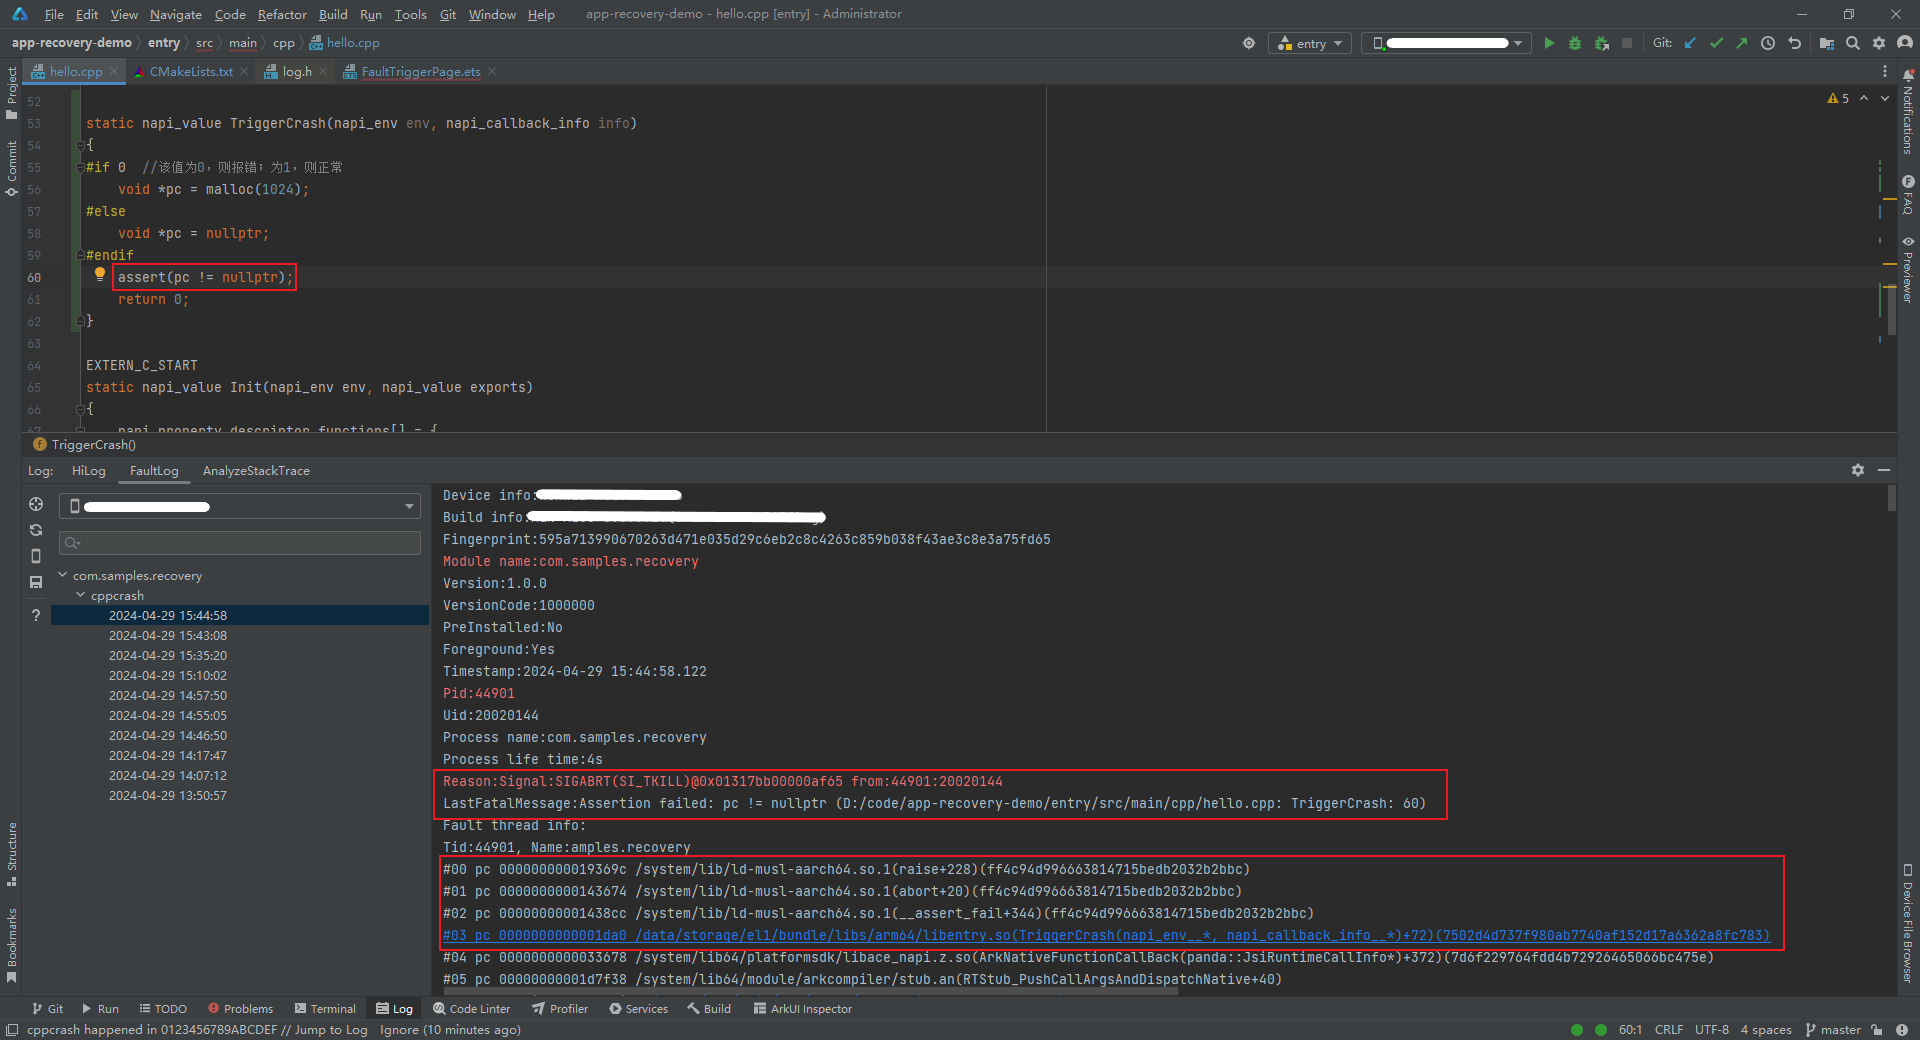 File Edit View Navigate Code Refactor Build Run Tools Git Window Help app-recovery-demo - hello.cpp [entry] - Administrator
app-recovery-demo entry src main cpp hello.cpp entry Git:
hello.cpp CMakeLists.txt log.h FaultTriggerPage.ets
Project
Commit
Structure
Bookmarks
52
53 static napi_value TriggerCrash(napi_env env, napi_callback_info info)
54 {
55 #if 0 //该值为0，则报错；为1，则正常
56 void *pc = malloc(1024);
57 #else
58 void *pc = nullptr;
59 #endif
60 assert(pc != nullptr);
61 return 0;
62 }
63
64 EXTERN_C_START
65 static napi_value Init(napi_env env, napi_value exports)
66 {
67 napi_property_descriptor functions[] = {
5
Notifications
FAQ
Previewer
Device File Browser
f TriggerCrash()
Log: HiLog FaultLog AnalyzeStackTrace
com.samples.recovery
cppcrash
2024-04-29 15:44:58
2024-04-29 15:43:08
2024-04-29 15:35:20
2024-04-29 15:10:02
2024-04-29 14:57:50
2024-04-29 14:55:05
2024-04-29 14:46:50
2024-04-29 14:17:47
2024-04-29 14:07:12
2024-04-29 13:50:57
Device info:
Build info:
Fingerprint:595a713990670263d471e035d29c6eb2c8c4263c859b038f43ae3c8e3a75fd65
Module name:com.samples.recovery
Version:1.0.0
VersionCode:1000000
PreInstalled:No
Foreground:Yes
Timestamp:2024-04-29 15:44:58.122
Pid:44901
Uid:20020144
Process name:com.samples.recovery
Process life time:4s
Reason:Signal:SIGABRT(SI_TKILL)@0x01317bb00000af65 from:44901:20020144
LastFatalMessage:Assertion failed: pc != nullptr (D:/code/app-recovery-demo/entry/src/main/cpp/hello.cpp: TriggerCrash: 60)
Fault thread info:
Tid:44901, Name:amples.recovery
#00 pc 000000000019369c /system/lib/ld-musl-aarch64.so.1(raise+228)(ff4c94d996663814715bedb2032b2bbc)
#01 pc 0000000000143674 /system/lib/ld-musl-aarch64.so.1(abort+20)(ff4c94d996663814715bedb2032b2bbc)
#02 pc 00000000001438cc /system/lib/ld-musl-aarch64.so.1(__assert_fail+344)(ff4c94d996663814715bedb2032b2bbc)
#03 pc 0000000000001da0 /data/storage/el1/bundle/libs/arm64/libentry.so(TriggerCrash(napi_env__*, napi_callback_info__*)+72)(7502d4d737f980ab7740af152d17a6362a8fc783)
#04 pc 0000000000033678 /system/lib64/platformsdk/libace_napi.z.so(ArkNativeFunctionCallBack(panda::JsiRuntimeCallInfo*)+372)(7d6f229764fdd4b72926465066bc475e)
#05 pc 00000000001d7f38 /system/lib64/module/arkcompiler/stub.an(RTStub_PushCallArgsAndDispatchNative+40)
Git Run TODO Problems Terminal Log Code Linter Profiler Services Build ArkUI Inspector
cppcrash happened in 0123456789ABCDEF // Jump to Log Ignore (10 minutes ago) 60:1 CRLF UTF-8 4 spaces master